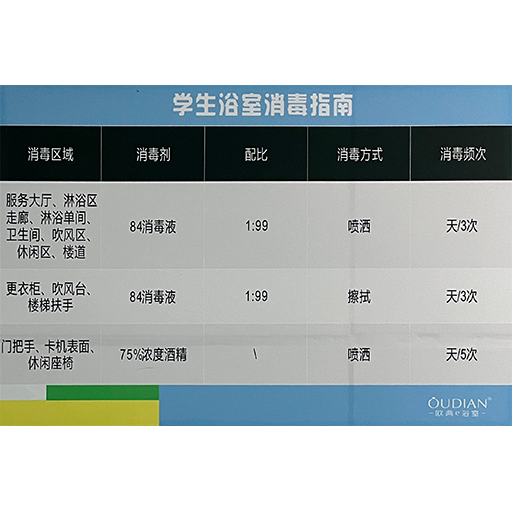 学生浴室消毒指南
消毒区域 消毒剂 配比 消毒方式 消毒频次
服务大厅、淋浴区
走廊、淋浴单间、
卫生间、吹风区、
休闲区、楼道
84消毒液 1:99 喷洒 天/3次
更衣柜、吹风台、
楼梯扶手
84消毒液 1:99 擦拭 天/3次
门把手、卡机表面、
休闲座椅
75%浓度酒精 \ 喷洒 天/5次
OUDIAN®